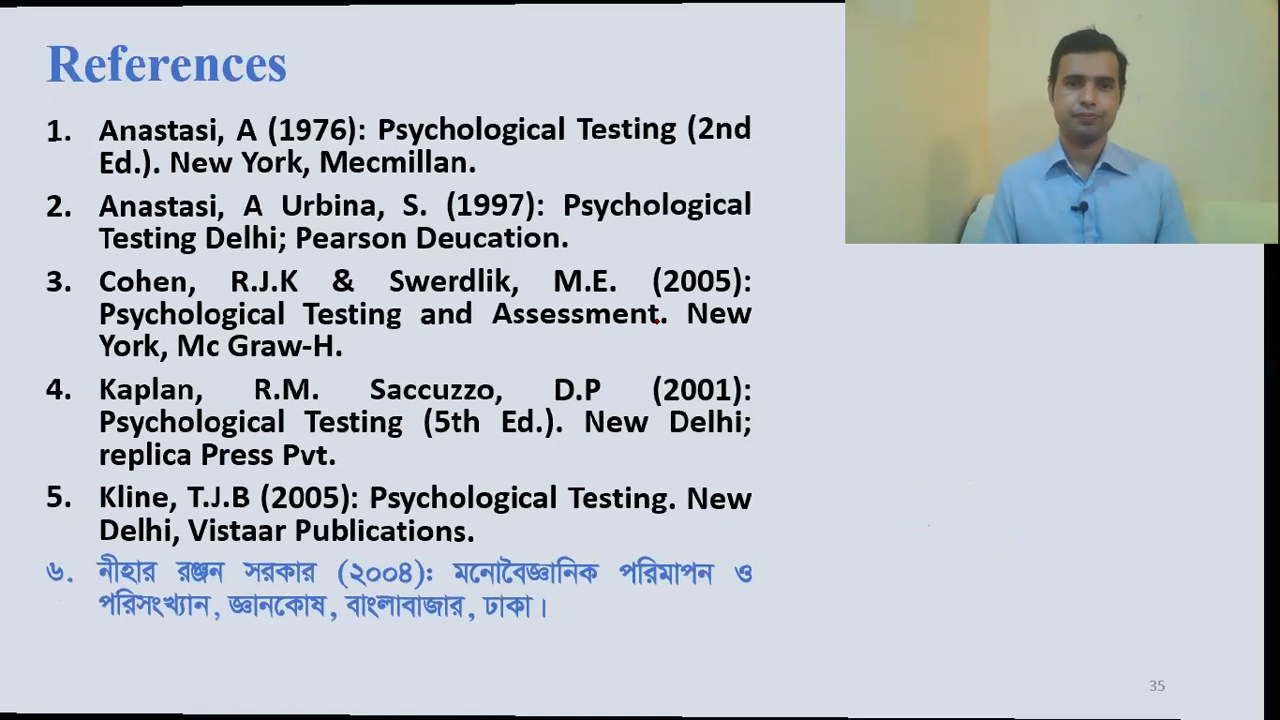 References
1. Anastasi, A (1976): Psychological Testing (2nd
Ed.). New York, Mecmillan.
2. Anastasi, A Urbina, S. (1997): Psychological
Testing Delhi; Pearson Deucation.
3. Cohen, R.J.K & Swerdlik, M.E. (2005):
Psychological Testing and Assessment. New
York, Mc Graw-H.
4. Kaplan, R.M. Saccuzzo, D.P (2001):
Psychological Testing (5th Ed.). New Delhi;
replica Press Pvt.
5. Kline, T.J.B (2005): Psychological Testing. New
Delhi, Vistaar Publications.
৬. নীহার রঞ্জন সরকার (২০০৪): মনোবৈজ্ঞানিক পরিমাপন ও
পরিসংখ্যান, জ্ঞানকোষ, বাংলাবাজার, ঢাকা।
35